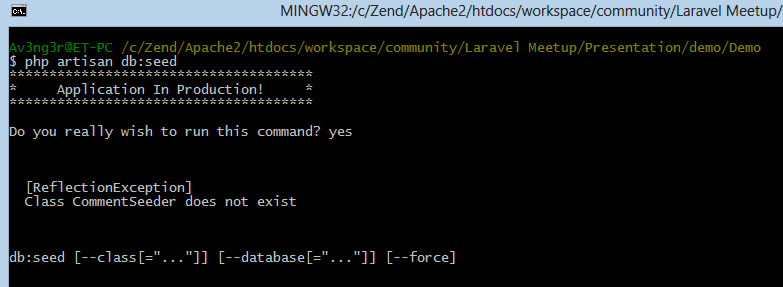 MINGW32:/c/Zend/Apache2/htdocs/workspace/community/Laravel Meetup/
Av3ng3r@ET-PC /c/Zend/Apache2/htdocs/workspace/community/Laravel Meetup/Presentation/demo/Demo
$ php artisan db:seed
**************************************
*     Application In Production!     *
**************************************
Do you really wish to run this command? yes
[ReflectionException]
Class CommentSeeder does not exist
db:seed [--class[="..."]] [--database[="..."]] [--force]